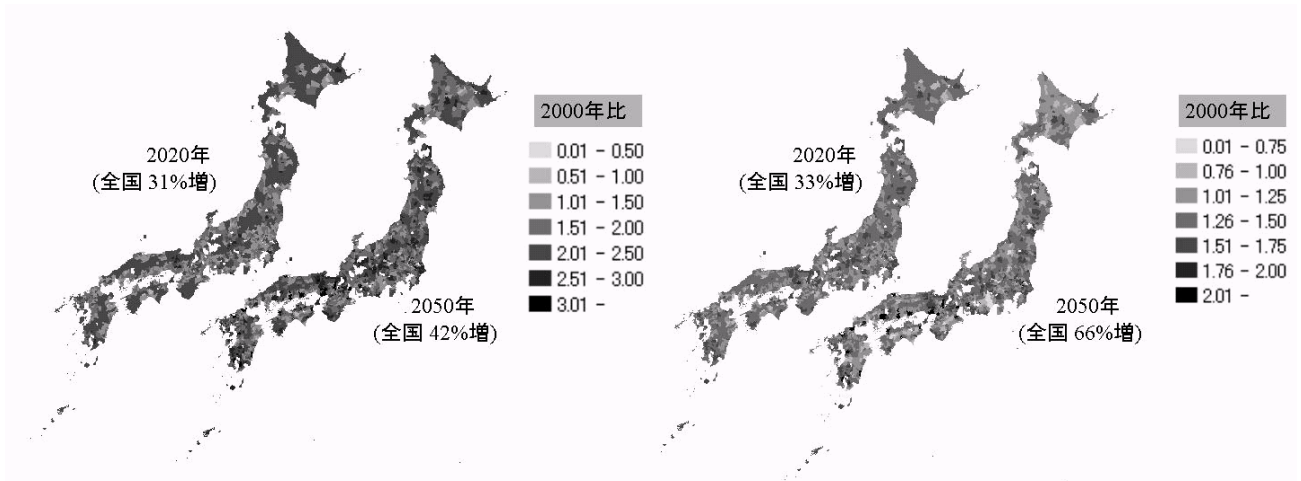 2020年
(全国 31%増)
2050年
(全国 42%増)
2000年比
0.01 - 0.50
0.51 - 1.00
1.01 - 1.50
1.51 - 2.00
2.01 - 2.50
2.51 - 3.00
3.01 -
2020年
(全国 33%増)
2050年
(全国 66%増)
2000年比
0.01 - 0.75
0.76 - 1.00
1.01 - 1.25
1.26 - 1.50
1.51 - 1.75
1.76 - 2.00
2.01 -